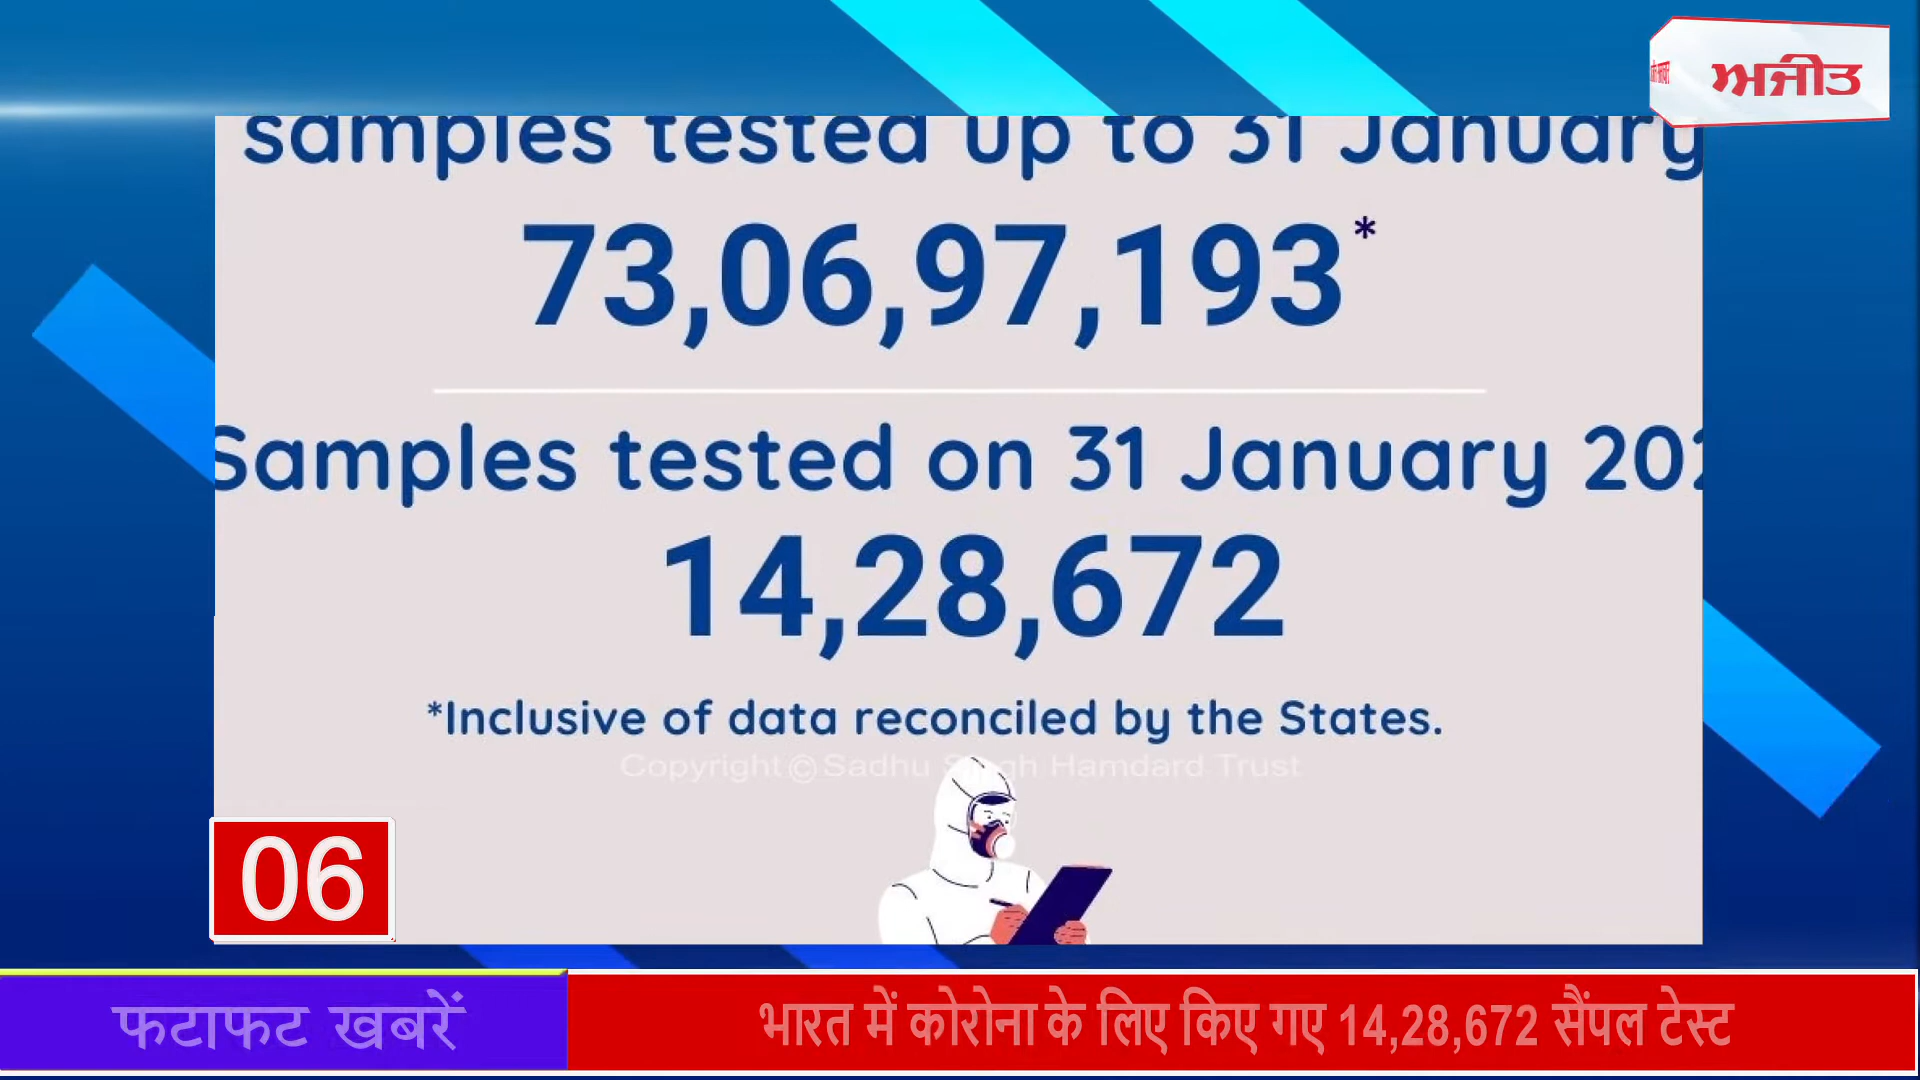 ਅਜੀਤ
samples tested up to 31 January
73,06,97,193*
Samples tested on 31 January 202
14,28,672
*Inclusive of data reconciled by the States.
Copyright © Sadhu Singh Hamdard Trust
06
फटाफट खबरें
भारत में कोरोना के लिए किए गए 14,28,672 सैंपल टेस्ट